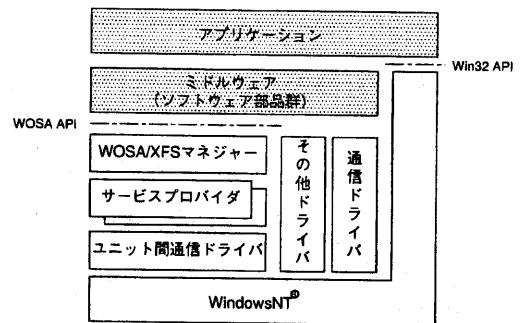 アプリケーション
Win32 API
ミドルウェア
(ソフトウェア部品群)
WOSA API
WOSA/XFSマネジャー
サービスプロバイダ
ユニット間通信ドライバ
その他ドライバ
通信ドライバ
WindowsNT®